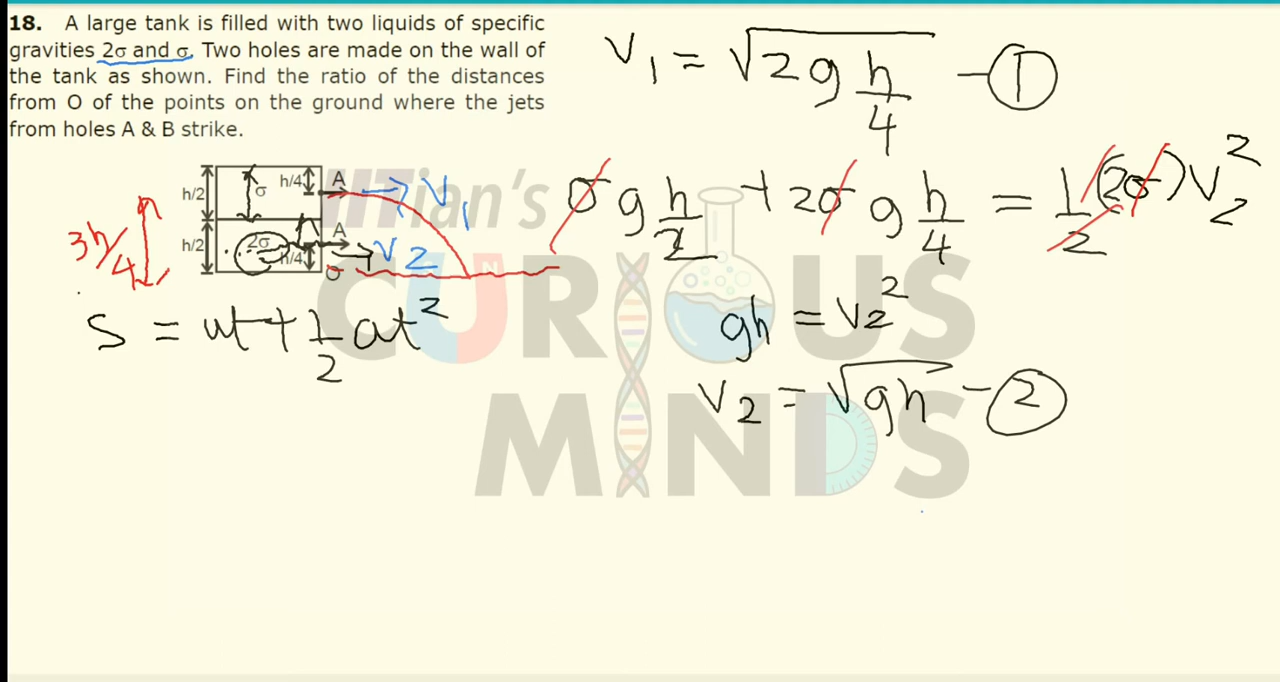 18. A large tank is filled with two liquids of specific
gravities 2σ and σ. Two holes are made on the wall of
the tank as shown. Find the ratio of the distances
from O of the points on the ground where the jets
from holes A & B strike.
V₁ = √2g h/4 -①
h/2 σ h/4 A V₁
h/2 2σ h/4 A V2
3h/4
O
IITian's
CURIOUS
MINDS
σg h/2 + 2σg h/4 = 1/2 (2σ) V₂²
S = ut + 1/2 at²
gh = V2²
V2 = √gh -②